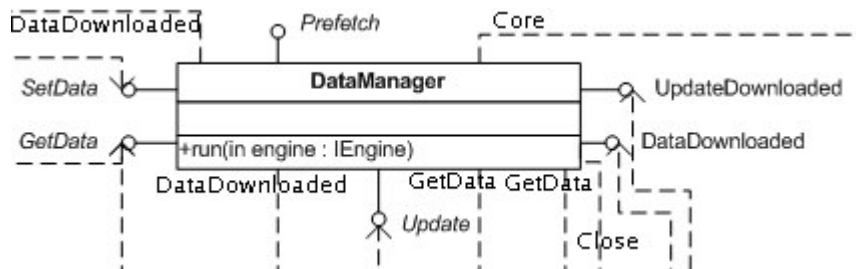 DataDownloaded
Prefetch
Core
SetData
DataManager
UpdateDownloaded
GetData
+run(in engine : IEngine)
DataDownloaded
DataDownloaded
GetData
GetData
Update
Close